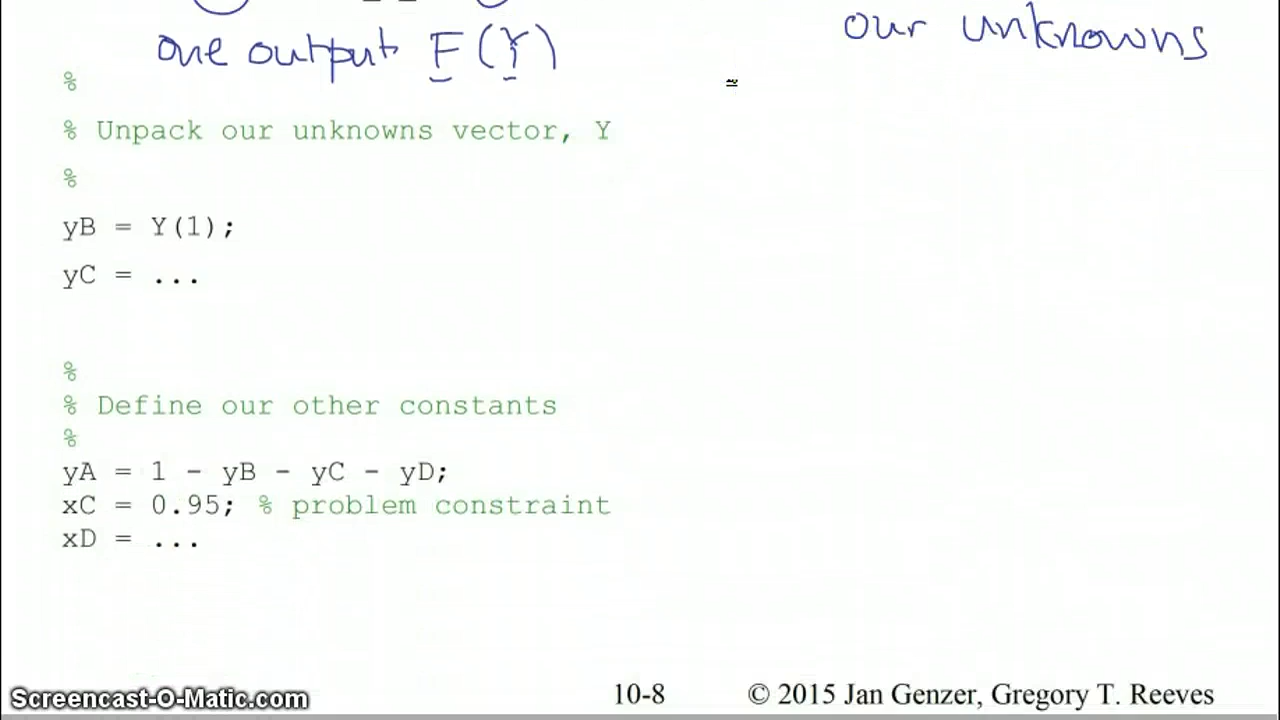 our unknowns
one output F(Y)
%
% Unpack our unknowns vector, Y
%
yB = Y(1);
yC = ...
%
% Define our other constants
%
yA = 1 - yB - yC - yD;
xC = 0.95; % problem constraint
xD = ...
Screencast-O-Matic.com
10-8 © 2015 Jan Genzer, Gregory T. Reeves